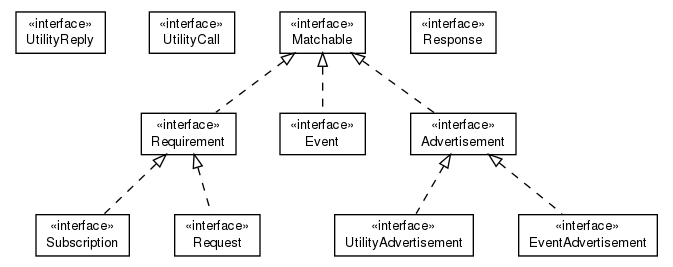 «interface»
UtilityReply
«interface»
UtilityCall
«interface»
Matchable
«interface»
Response
«interface»
Requirement
«interface»
Event
«interface»
Advertisement
«interface»
Subscription
«interface»
Request
«interface»
UtilityAdvertisement
«interface»
EventAdvertisement